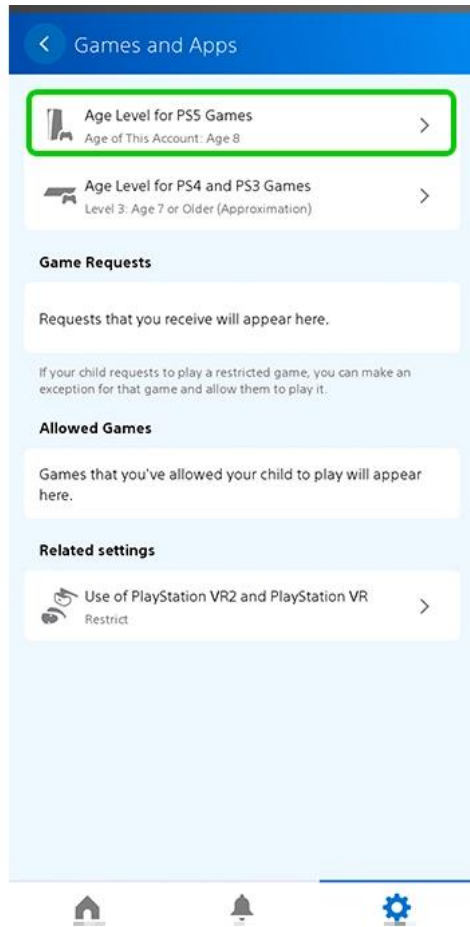 Games and Apps
Age Level for PS5 Games
Age of This Account: Age 8
Age Level for PS4 and PS3 Games
Level 3: Age 7 or Older (Approximation)
Game Requests
Requests that you receive will appear here.
If your child requests to play a restricted game, you can make an
exception for that game and allow them to play it.
Allowed Games
Games that you've allowed your child to play will appear
here.
Related settings
Use of PlayStation VR2 and PlayStation VR
Restrict